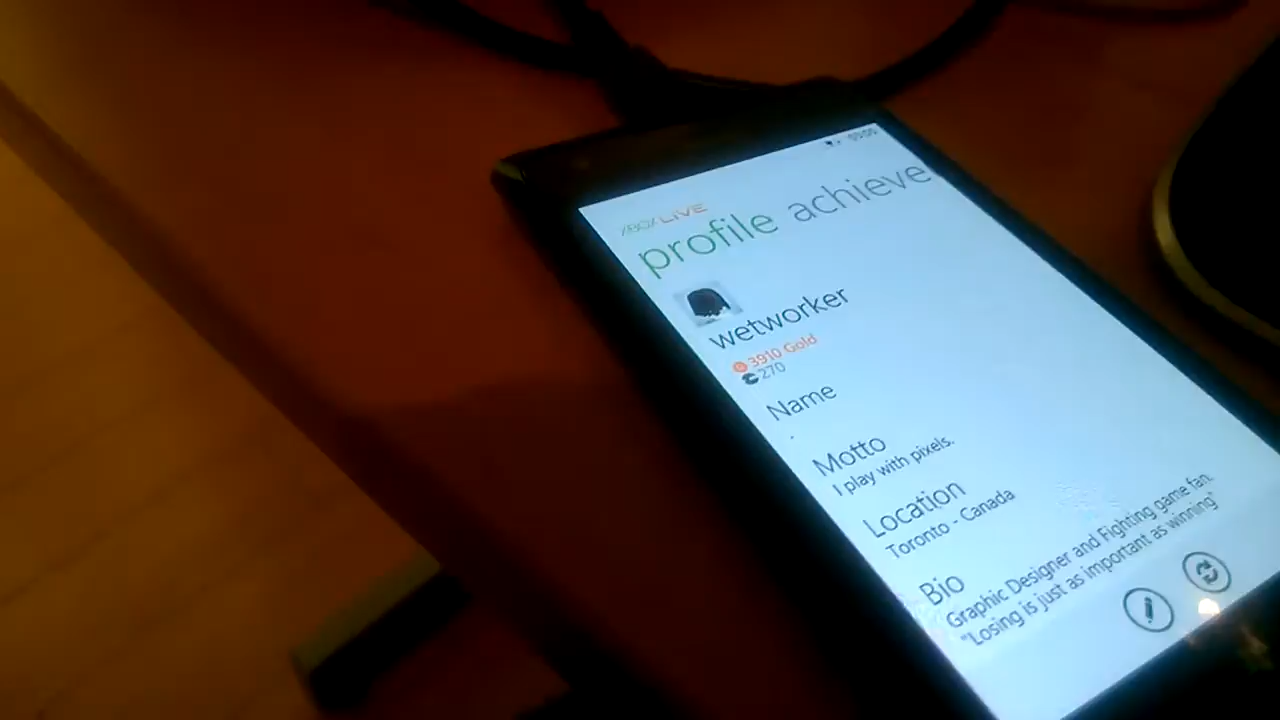 XBOX LIVE
profile achieve
wetworker
3910 Gold
270
Name
.
Motto
I play with pixels.
Location
Toronto - Canada
Bio
Graphic Designer and Fighting game fan.
"Losing is just as important as winning"